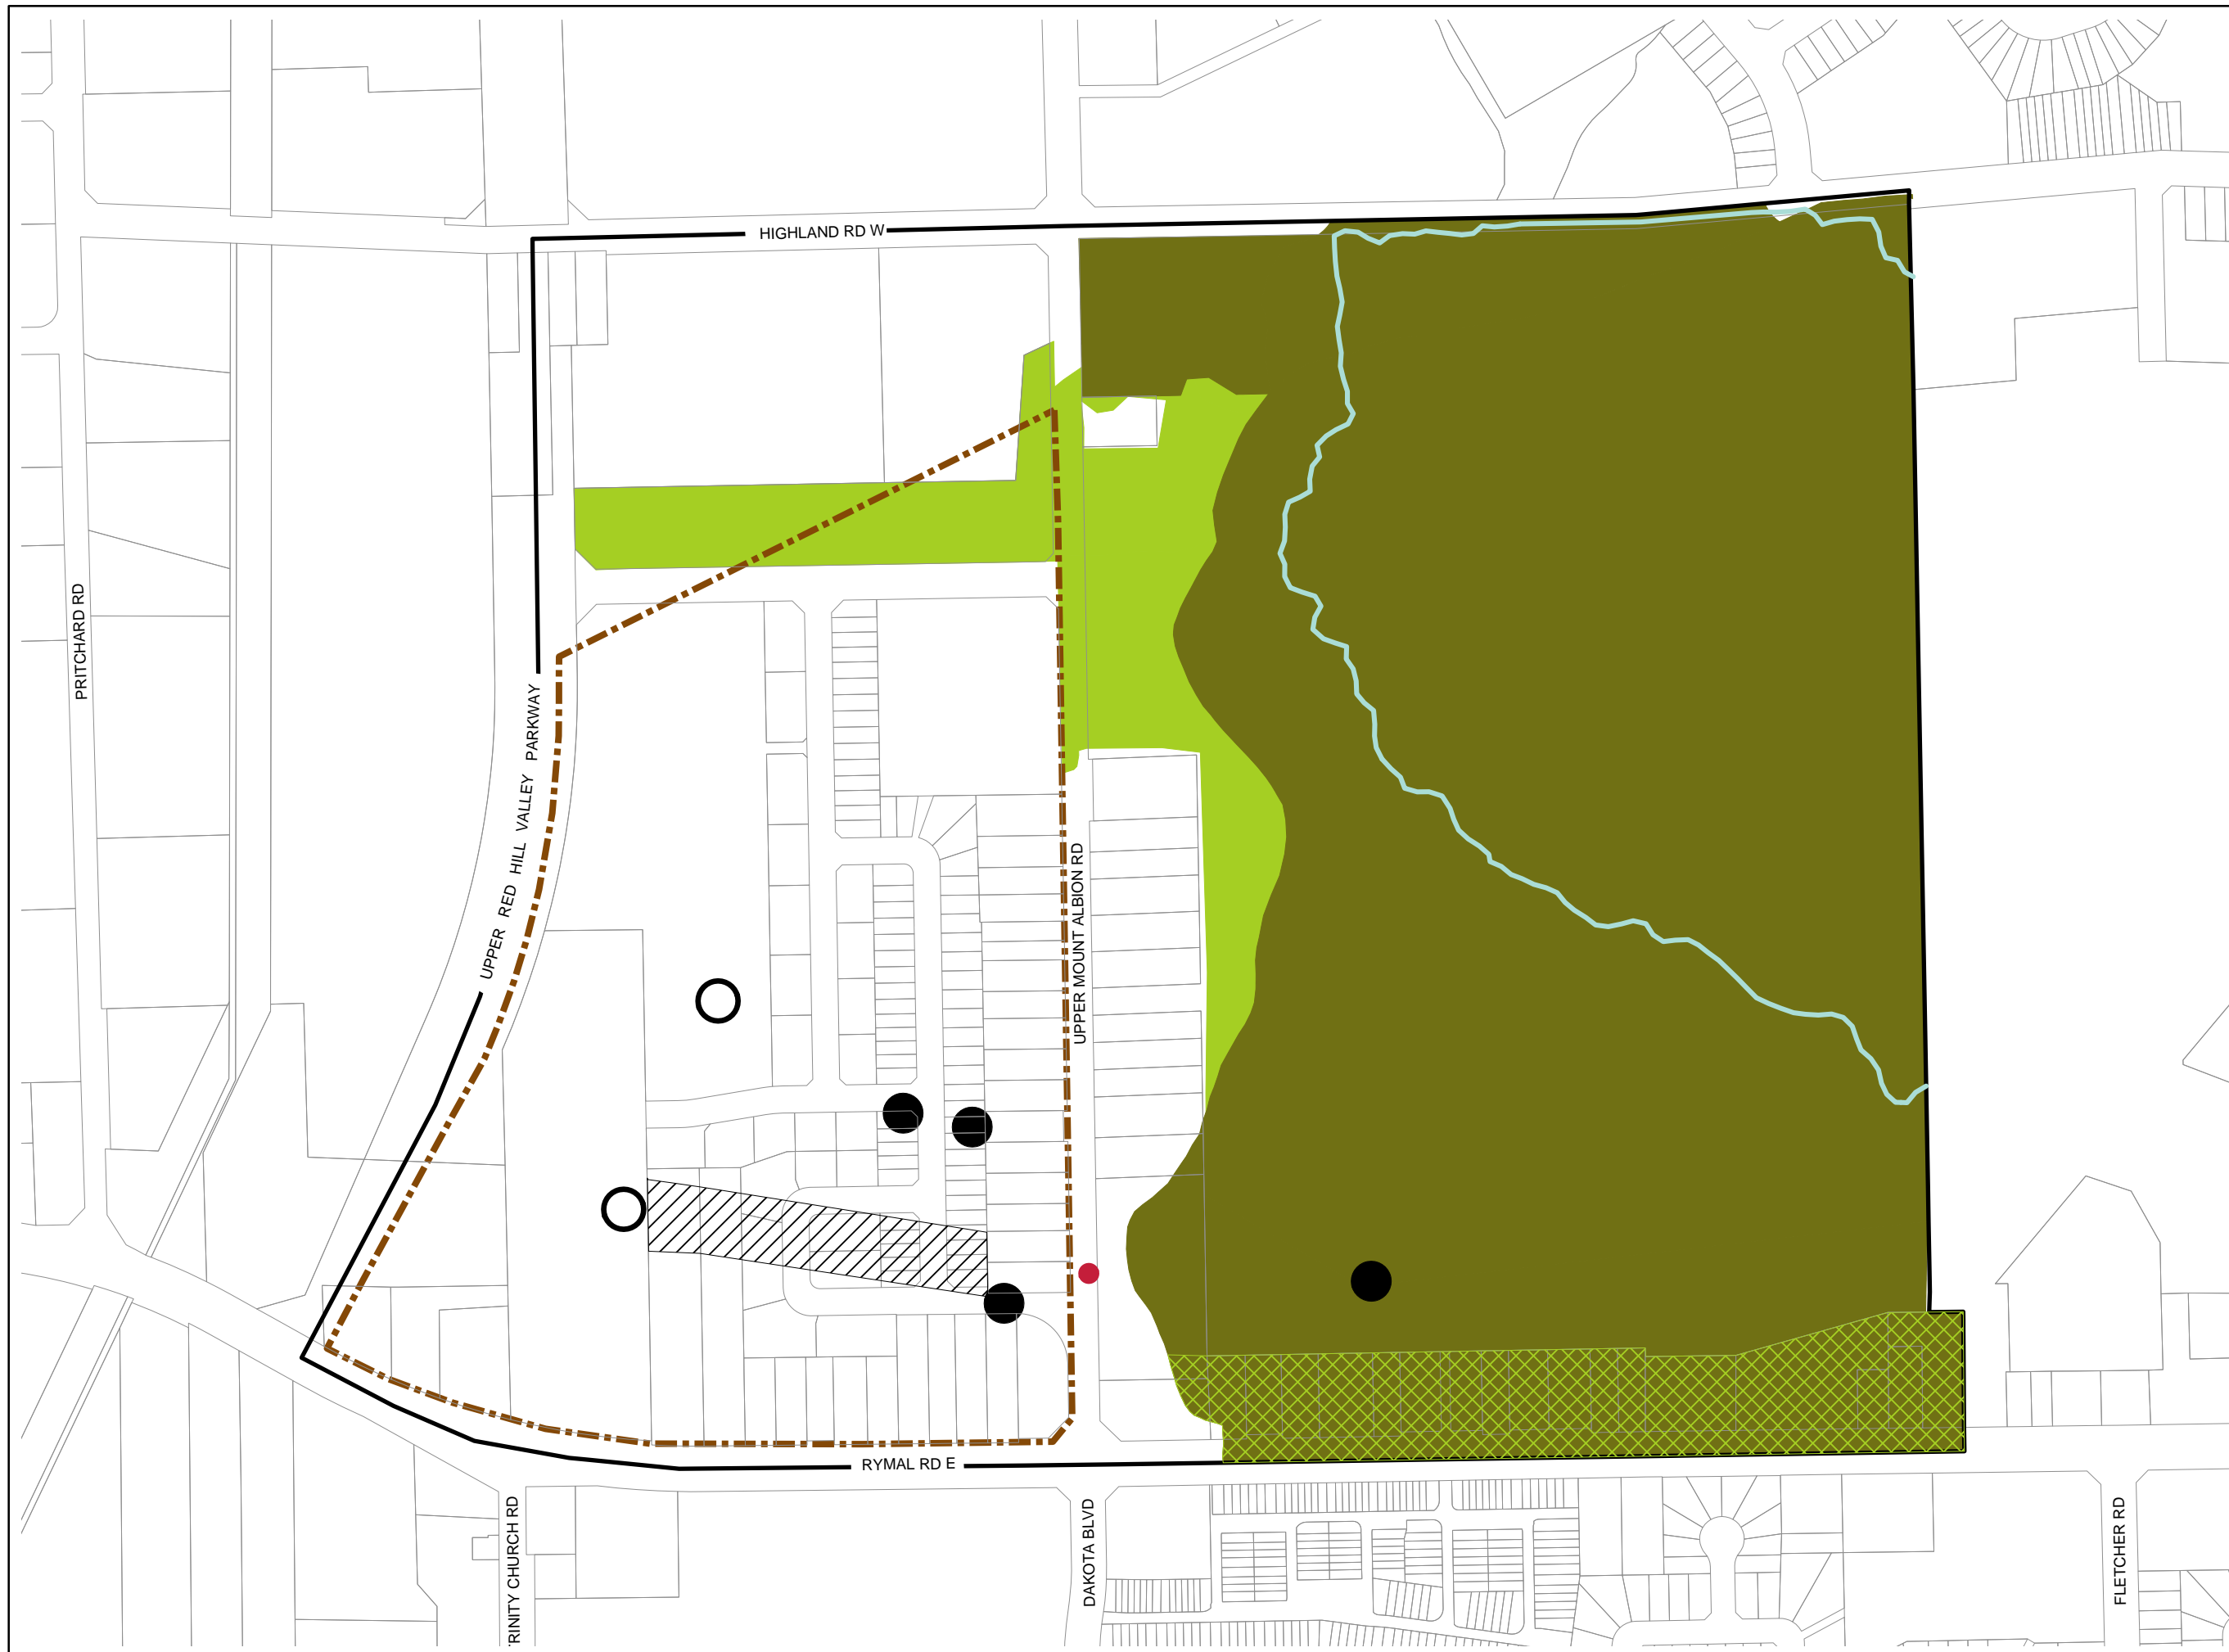 HIGHLAND RD W
PRITCHARD RD
UPPER RED HILL VALLEY PARKWAY
UPPER MOUNT ALBION RD
RYMAL RD E
TRINITY CHURCH RD
DAKOTA BLVD
FLETCHER RD